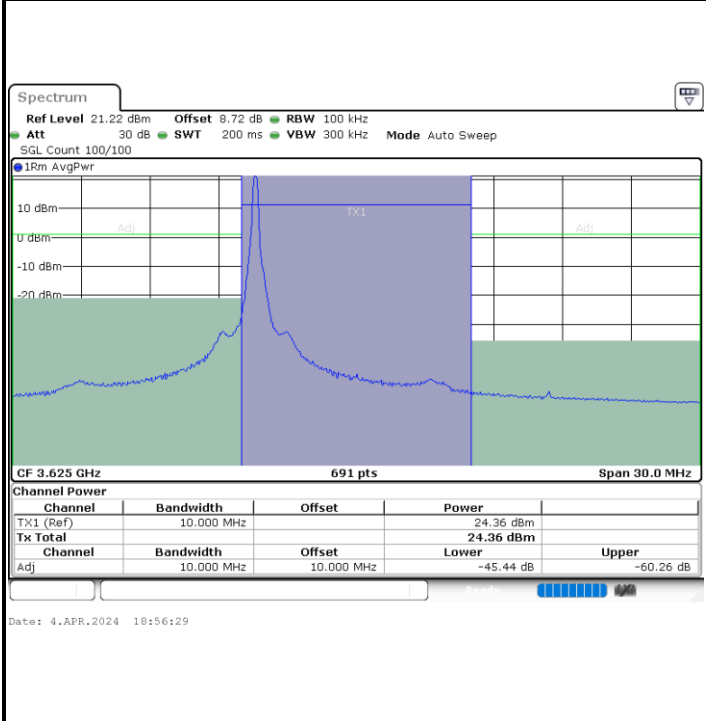 Spectrum
Ref Level 21.22 dBm Offset 8.72 dB RBW 100 kHz
Att 30 dB SWT 200 ms VBW 300 kHz Mode Auto Sweep
SGL Count 100/100
1Rm AvgPwr
10 dBm
TX1
Adj
Adj
0 dBm
-10 dBm
-20 dBm
CF 3.625 GHz 691 pts Span 30.0 MHz
Channel Power
Channel Bandwidth Offset Power
TX1 (Ref) 10.000 MHz 24.36 dBm
Tx Total 24.36 dBm
Channel Bandwidth Offset Lower Upper
Adj 10.000 MHz 10.000 MHz -45.44 dB -60.26 dB
Ready
Date: 4.APR.2024 18:56:29